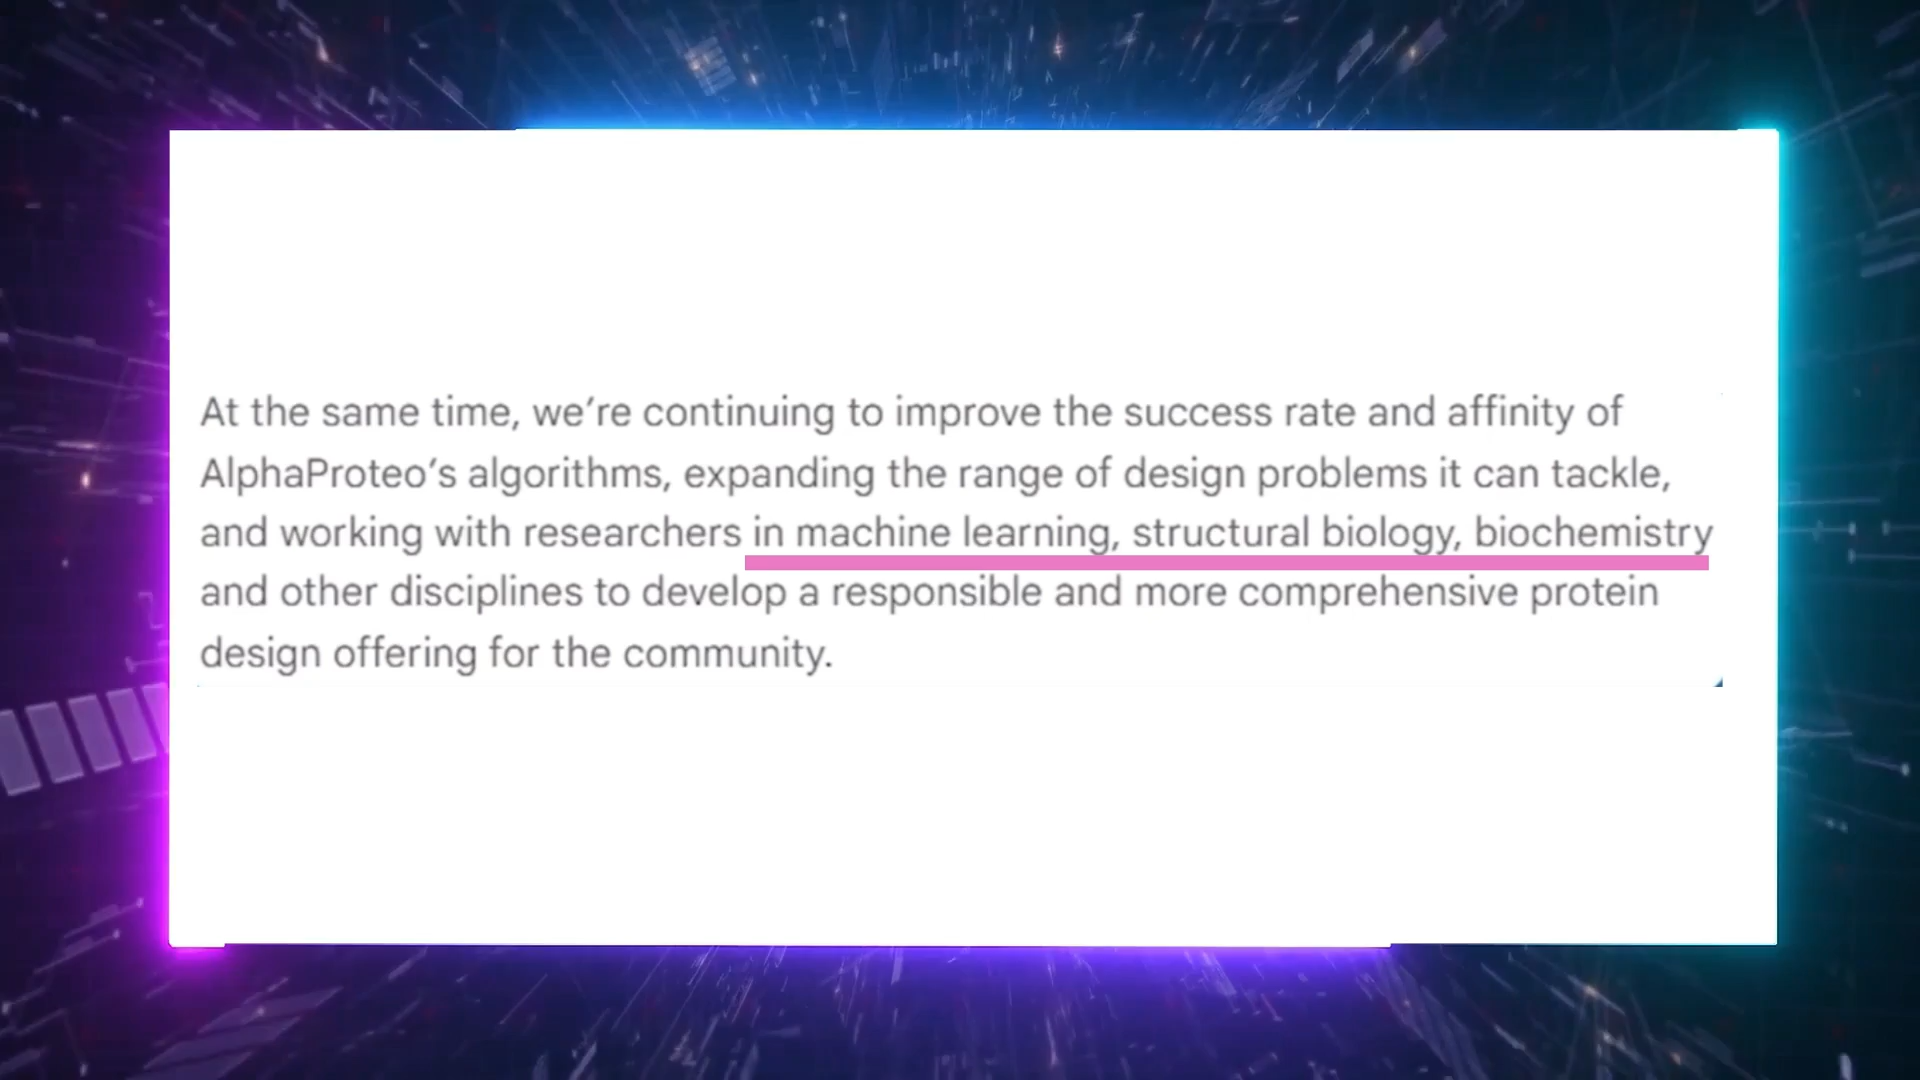 At the same time, we’re continuing to improve the success rate and affinity of
AlphaProteo’s algorithms, expanding the range of design problems it can tackle,
and working with researchers in machine learning, structural biology, biochemistry
and other disciplines to develop a responsible and more comprehensive protein
design offering for the community.